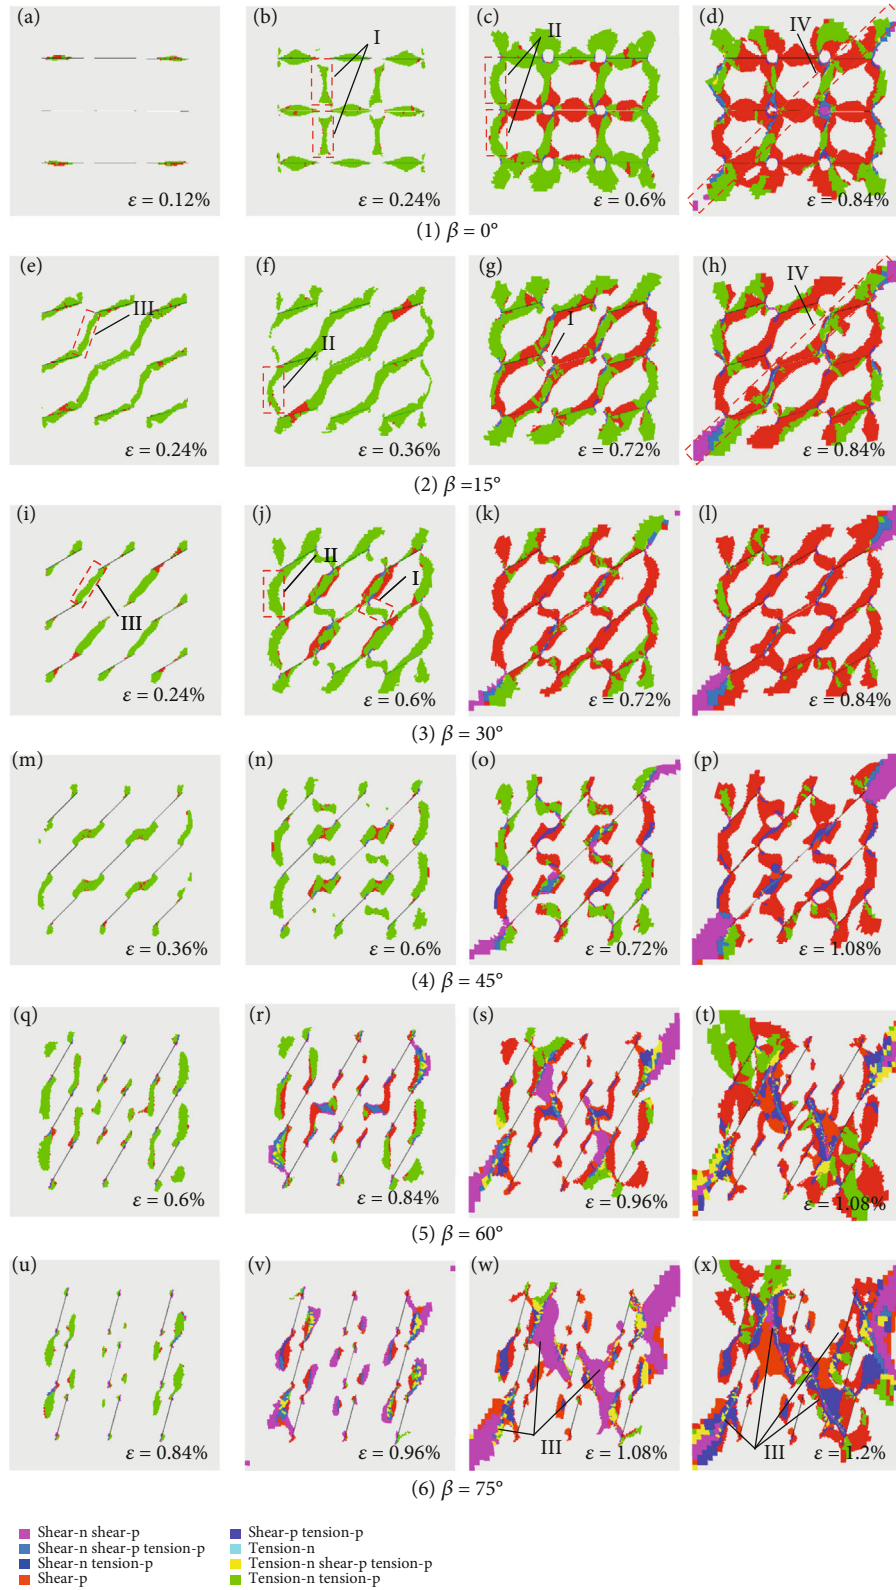 (a) (b) (c) (d)
I II IV
ε = 0.12% ε = 0.24% ε = 0.6% ε = 0.84%
(1) β = 0°
(e) (f) (g) (h)
III II I IV
ε = 0.24% ε = 0.36% ε = 0.72% ε = 0.84%
(2) β =15°
(i) (j) (k) (l)
III II I
ε = 0.24% ε = 0.6% ε = 0.72% ε = 0.84%
(3) β = 30°
(m) (n) (o) (p)
ε = 0.36% ε = 0.6% ε = 0.72% ε = 1.08%
(4) β = 45°
(q) (r) (s) (t)
ε = 0.6% ε = 0.84% ε = 0.96% ε = 1.08%
(5) β = 60°
(u) (v) (w) (x)
III III
ε = 0.84% ε = 0.96% ε = 1.08% ε = 1.2%
(6) β = 75°
Shear-n shear-p
Shear-n shear-p tension-p
Shear-n tension-p
Shear-p
Shear-p tension-p
Tension-n
Tension-n shear-p tension-p
Tension-n tension-p